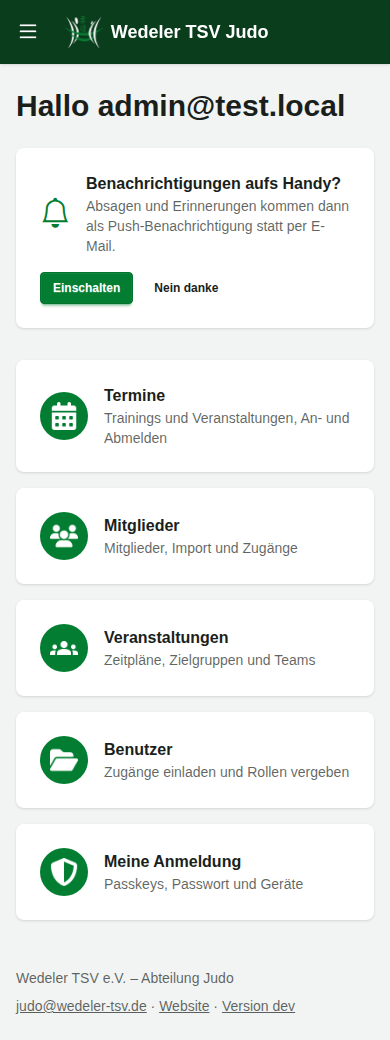 Wedeler TSV Judo
Hallo admin@test.local
Benachrichtigungen aufs Handy?
Absagen und Erinnerungen kommen dann
als Push-Benachrichtigung statt per E-
Mail.
Einschalten
Nein danke
Termine
Trainings und Veranstaltungen, An- und
Abmelden
Mitglieder
Mitglieder, Import und Zugänge
Veranstaltungen
Zeitpläne, Zielgruppen und Teams
Benutzer
Zugänge einladen und Rollen vergeben
Meine Anmeldung
Passkeys, Passwort und Geräte
Wedeler TSV e.V. – Abteilung Judo
judo@wedeler-tsv.de · Website · Version dev